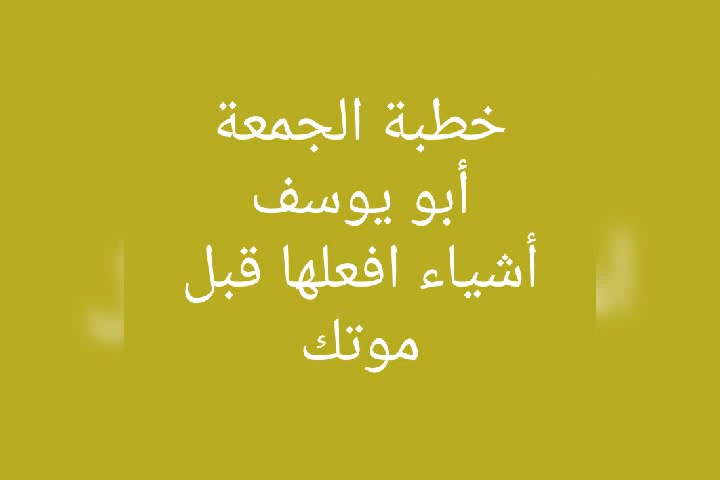 خطبة الجمعة
أبو يوسف
أشياء افعلها قبل
موتك